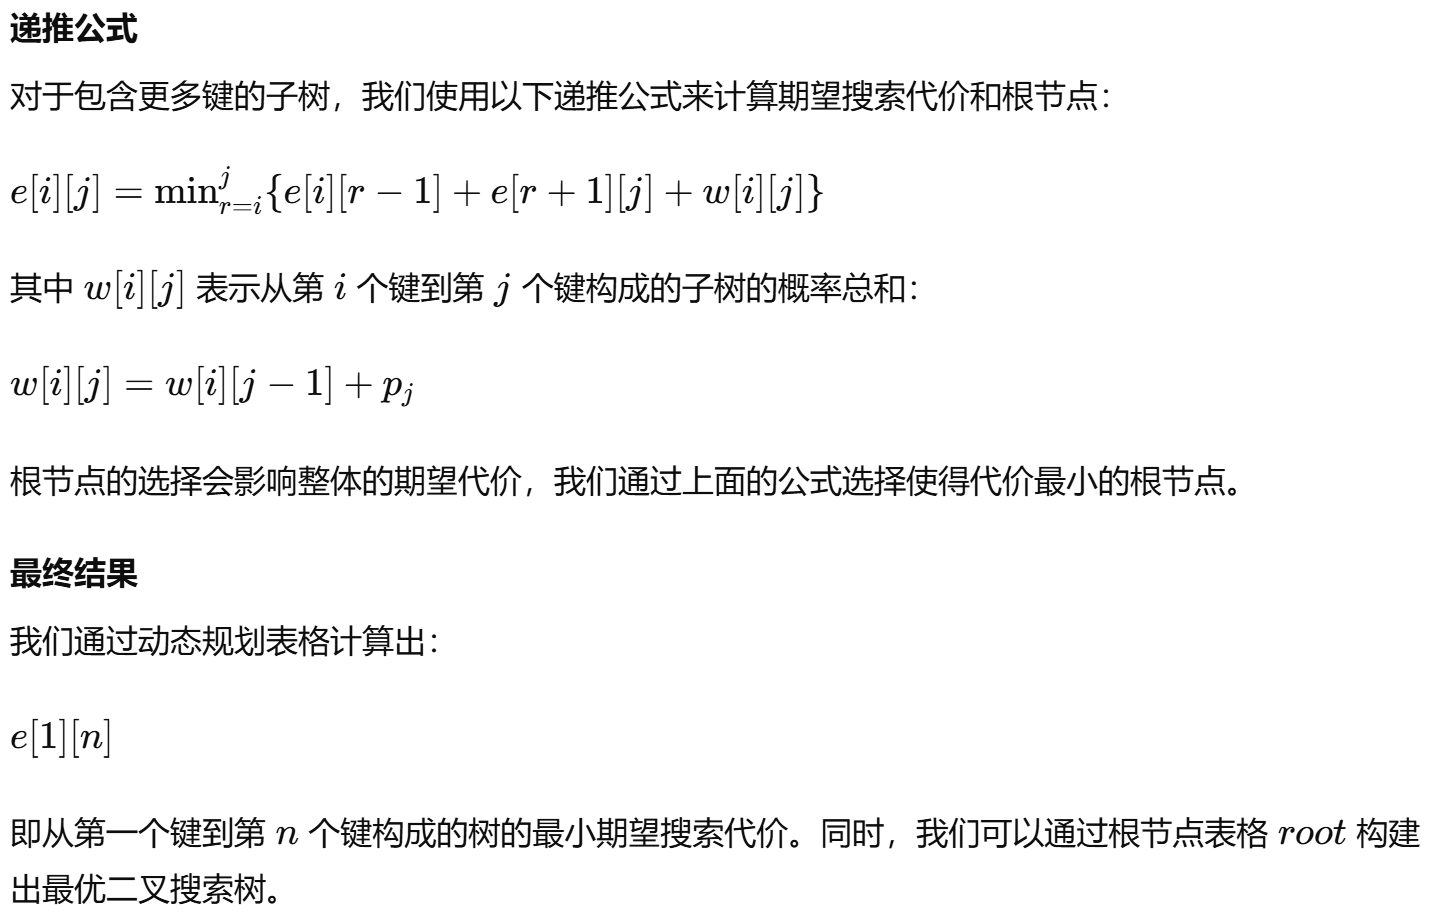 递推公式
对于包含更多键的子树，我们使用以下递推公式来计算期望搜索代价和根节点：
e[i][j] = min_{r=i}^{j}{e[i][r − 1] + e[r + 1][j] + w[i][j]}
其中 w[i][j] 表示从第 i 个键到第 j 个键构成的子树的概率总和：
w[i][j] = w[i][j − 1] + p_j
根节点的选择会影响整体的期望代价，我们通过上面的公式选择使得代价最小的根节点。
最终结果
我们通过动态规划表格计算出：
e[1][n]
即从第一个键到第 n 个键构成的树的最小期望搜索代价。同时，我们可以通过根节点表格 root 构建
出最优二叉搜索树。